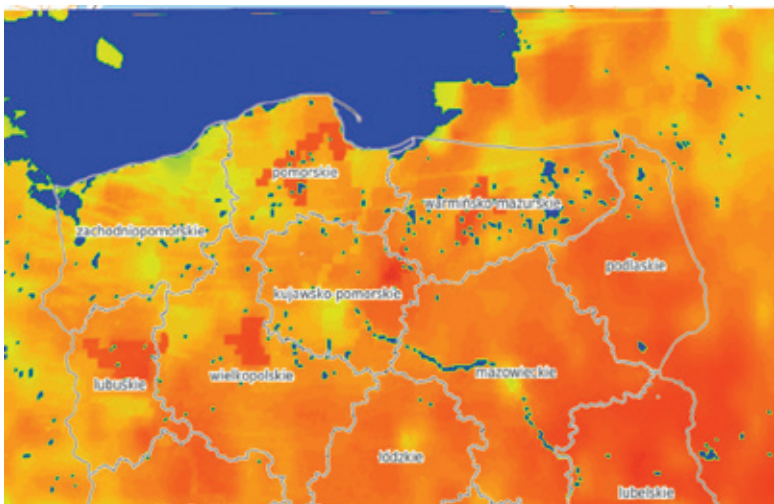 pomorskie
warmińsko-mazurskie
zachodniopomorskie
podlaskie
kujawsko-pomorskie
mazowieckie
wielkopolskie
lubuskie
łódzkie
lubelskie